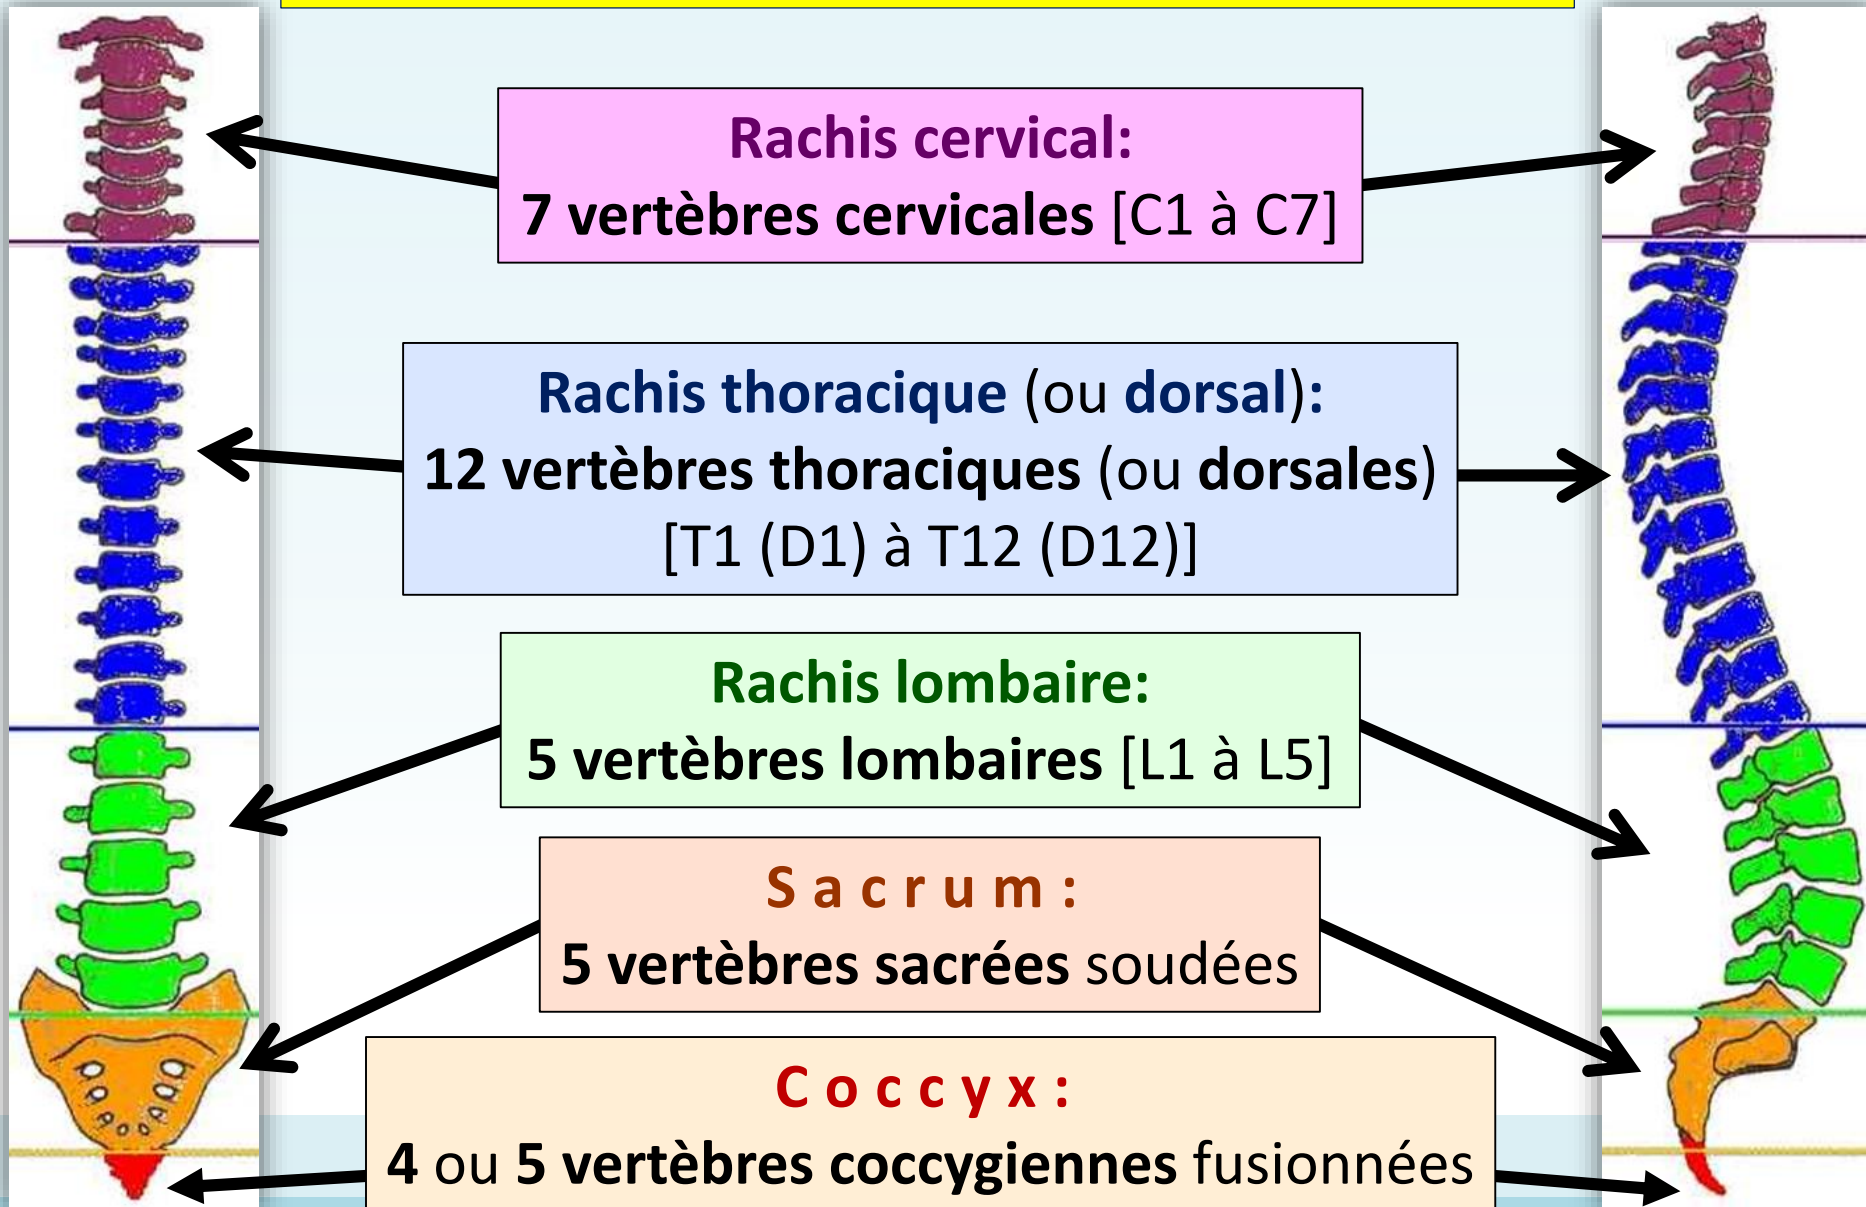 Rachis cervical:
7 vertèbres cervicales [C1 à C7]
Rachis thoracique (ou dorsal):
12 vertèbres thoraciques (ou dorsales)
[T1 (D1) à T12 (D12)]
Rachis lombaire:
5 vertèbres lombaires [L1 à L5]
S a c r u m :
5 vertèbres sacrées soudées
C o c c y x :
4 ou 5 vertèbres coccygiennes fusionnées